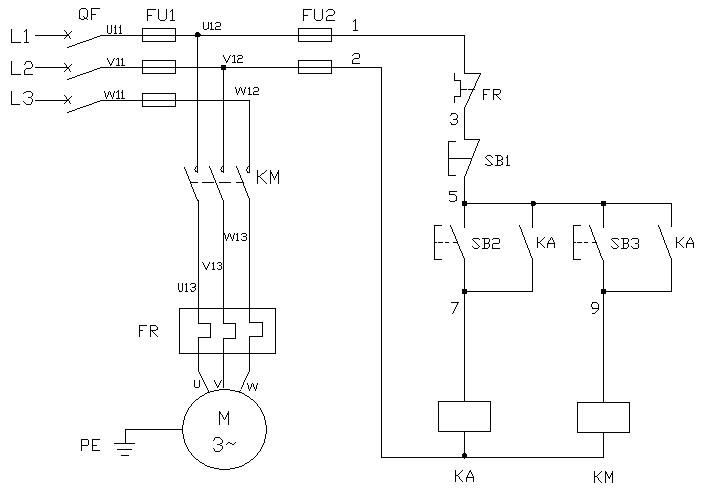 QF FU1 U12 FU2 1
L1 U11
L2 V11 V12 2
L3 W11 W12
FR
3
KM SB1
5
W13 SB2 KA SB3 KA
V13
U13 7 9
FR
U V W
M
3~
PE
KA KM